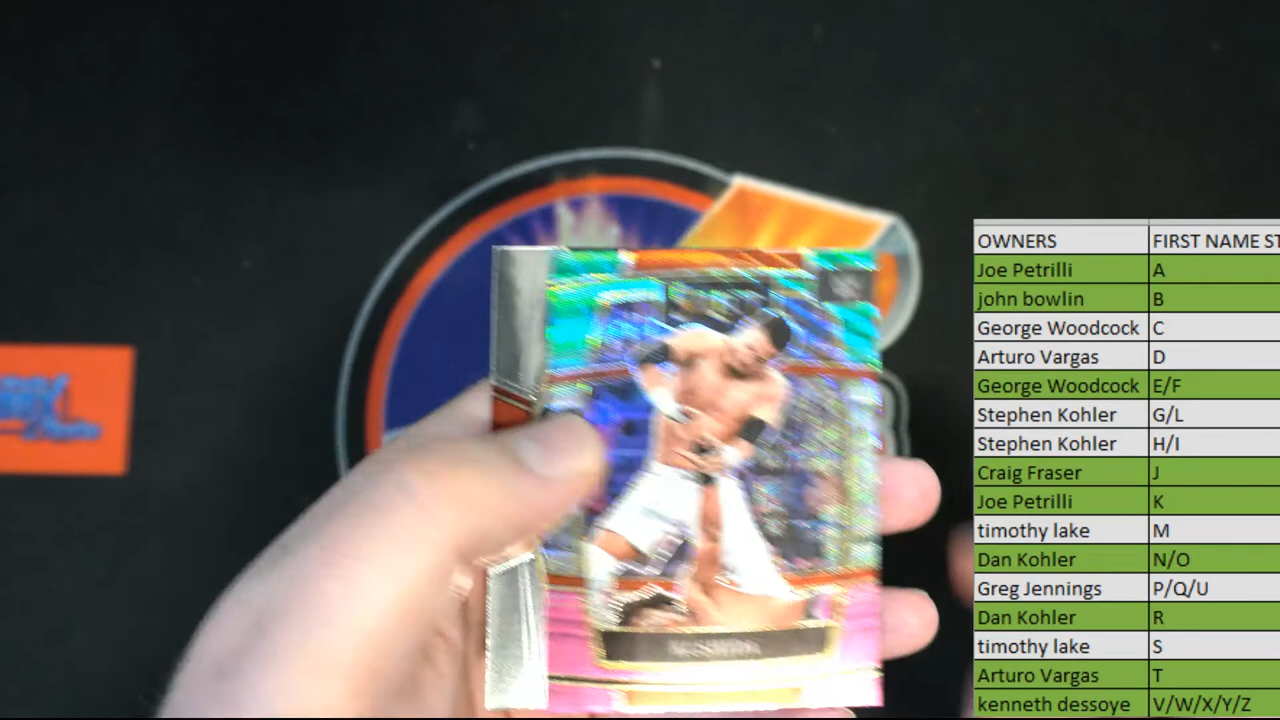 OWNERS FIRST NAME ST
Joe Petrilli A
john bowlin B
George Woodcock C
Arturo Vargas D
George Woodcock E/F
Stephen Kohler G/L
Stephen Kohler H/I
Craig Fraser J
Joe Petrilli K
timothy lake M
Dan Kohler N/O
Greg Jennings P/Q/U
Dan Kohler R
timothy lake S
Arturo Vargas T
kenneth dessoye V/W/X/Y/Z